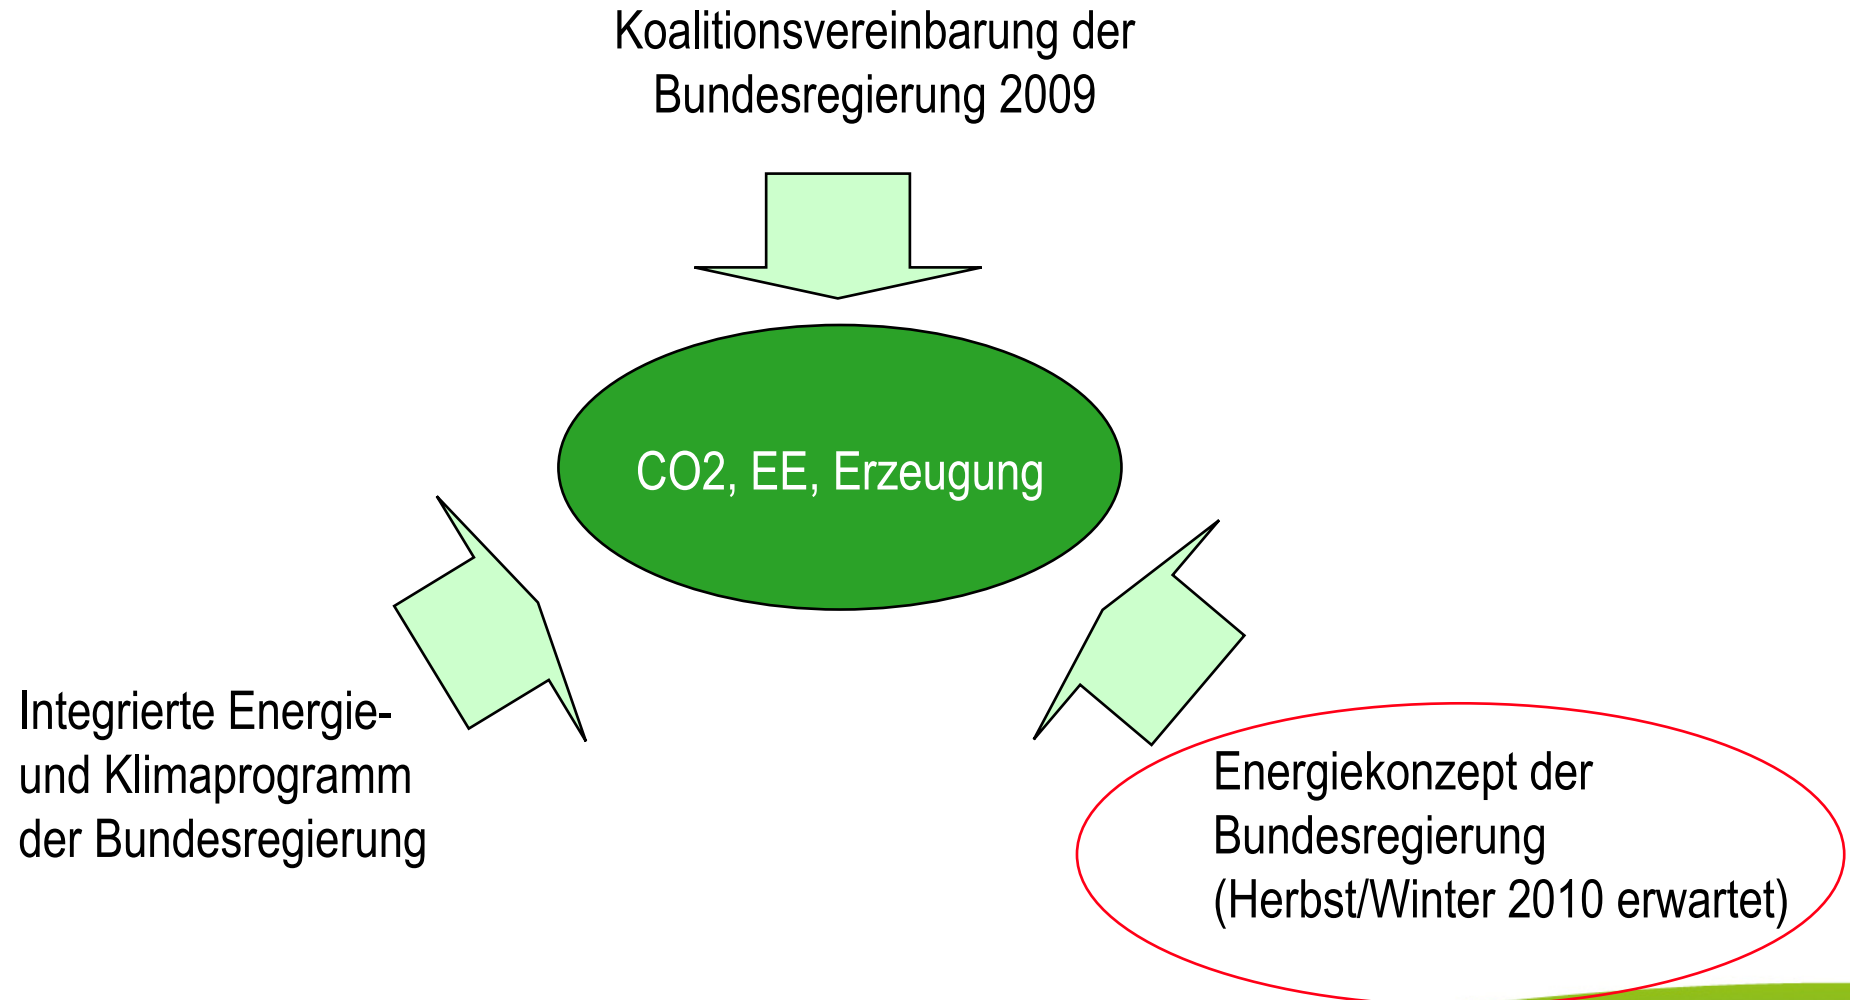 Koalitionsvereinbarung der
Bundesregierung 2009
CO2, EE, Erzeugung
Integrierte Energie-
und Klimaprogramm
der Bundesregierung
Energiekonzept der
Bundesregierung
(Herbst/Winter 2010 erwartet)